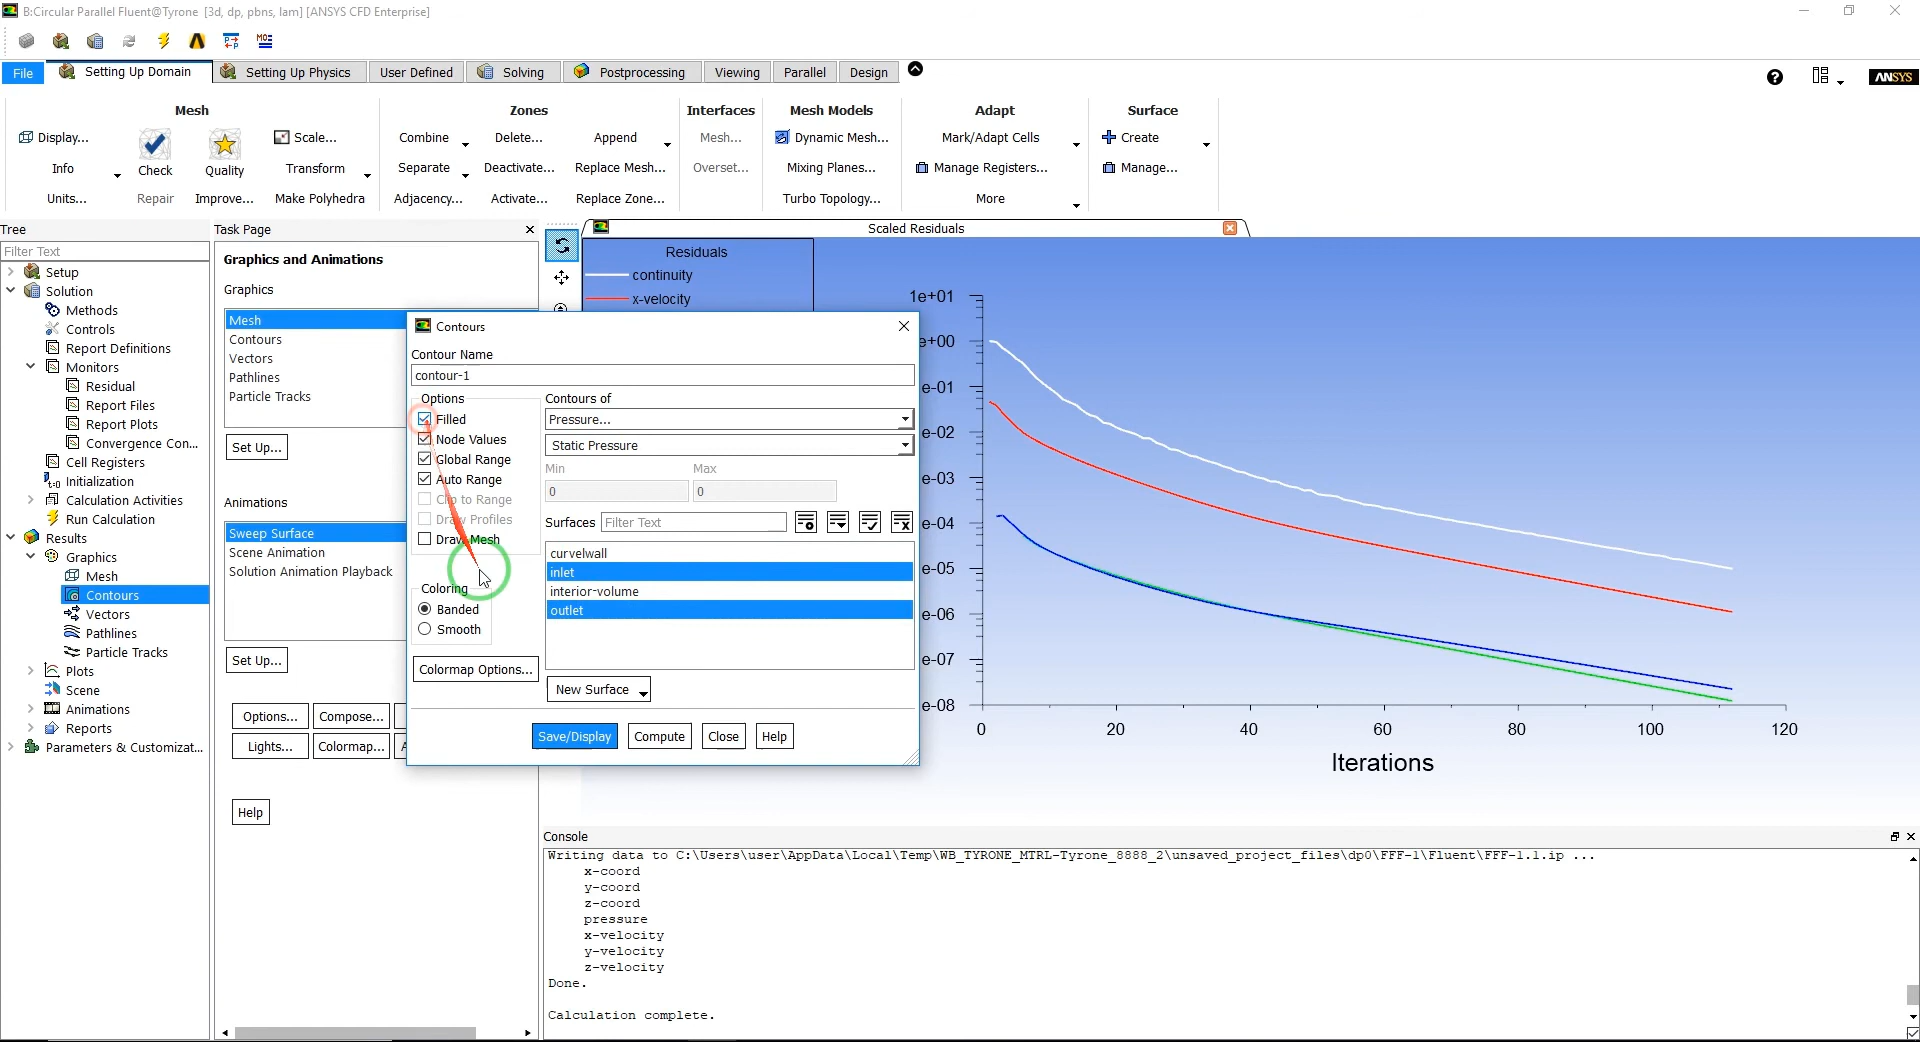 B:Circular Parallel Fluent@Tyrone [3d, dp, pbns, lam] [ANSYS CFD Enterprise]
File
Setting Up Domain
Setting Up Physics
User Defined
Solving
Postprocessing
Viewing
Parallel
Design
ANSYS
Mesh
Zones
Interfaces
Mesh Models
Adapt
Surface
Display...
Check
Quality
Scale...
Combine
Delete...
Append
Mesh...
Dynamic Mesh...
Mark/Adapt Cells
Create
Info
Transform
Separate
Deactivate...
Replace Mesh...
Overset...
Mixing Planes...
Manage Registers...
Manage...
Units...
Repair
Improve...
Make Polyhedra
Adjacency...
Activate...
Replace Zone...
Turbo Topology...
More
Tree
Filter Text
Setup
Solution
Methods
Controls
Report Definitions
Monitors
Residual
Report Files
Report Plots
Convergence Con...
Cell Registers
Initialization
Calculation Activities
Run Calculation
Results
Graphics
Mesh
Contours
Vectors
Pathlines
Particle Tracks
Plots
Scene
Animations
Reports
Parameters & Customizat...
Task Page
Graphics and Animations
Graphics
Mesh
Contours
Vectors
Pathlines
Particle Tracks
Set Up...
Animations
Sweep Surface
Scene Animation
Solution Animation Playback
Set Up...
Options...
Compose...
Lights...
Colormap...
Help
Contours
Contour Name
contour-1
Options
Filled
Node Values
Global Range
Auto Range
Clip to Range
Draw Profiles
Draw Mesh
Coloring
Banded
Smooth
Colormap Options...
Contours of
Pressure...
Static Pressure
Min
Max
0
0
Surfaces
Filter Text
curvelwall
inlet
interior-volume
outlet
New Surface
Save/Display
Compute
Close
Help
Scaled Residuals
Residuals
continuity
x-velocity
1e+01
e+00
e-01
e-02
e-03
e-04
e-05
e-06
e-07
e-08
0
20
40
60
80
100
120
Iterations
Console
Writing data to C:\Users\user\AppData\Local\Temp\WB_TYRONE_MTRL-Tyrone_8888_2\unsaved_project_files\dp0\FFF-1\Fluent\FFF-1.1.ip ...
x-coord
y-coord
z-coord
pressure
x-velocity
y-velocity
z-velocity
Done.
Calculation complete.